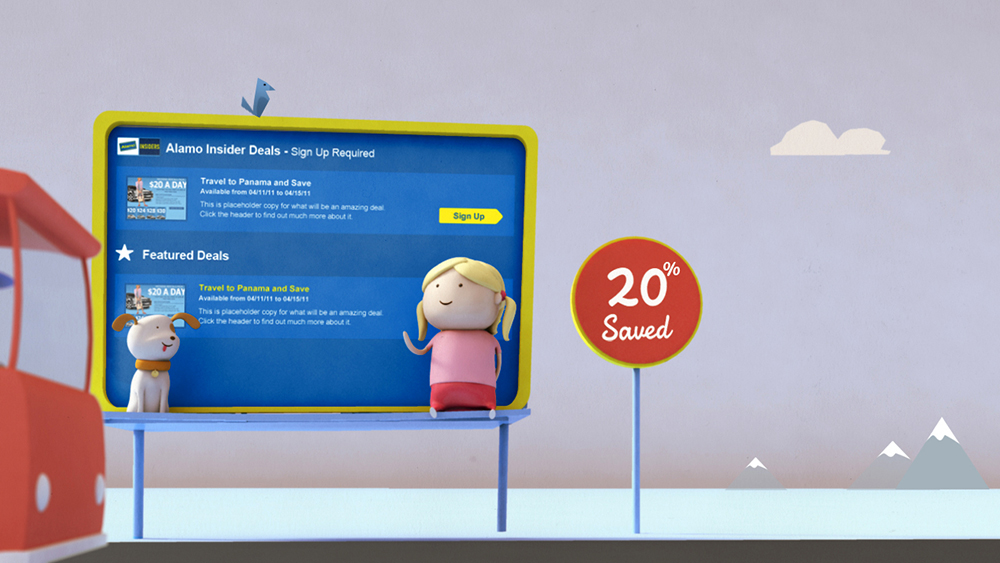 INSIDERS
Alamo Insider Deals - Sign Up Required
$20 A DAY
Travel to Panama and Save
Available from 04/11/11 to 04/15/11
This is placeholder copy for what will be an amazing deal.
Click the header to find out much more about it.
Sign Up
Featured Deals
$20 A DAY
Travel to Panama and Save
Available from 04/11/11 to 04/15/11
This is placeholder copy for what will be an amazing deal.
Click the header to find out much more about it.
20%
Saved